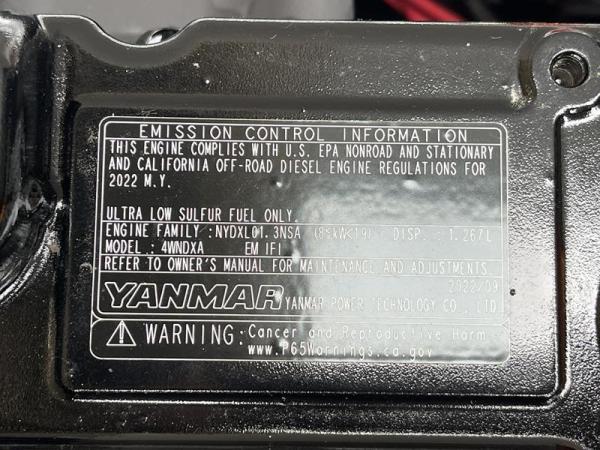 EMISSION CONTROL INFORMATION
THIS ENGINE COMPLIES WITH U.S. EPA NONROAD AND STATIONARY
AND CALIFORNIA OFF-ROAD DIESEL ENGINE REGULATIONS FOR
2022 M.Y.
ULTRA LOW SULFUR FUEL ONLY.
ENGINE FAMILY : NYDXL01.3NSA (8≤kW<19) DISP. : 1.267L
MODEL : 4WNDXA EM IFI
REFER TO OWNER'S MANUAL FOR MAINTENANCE AND ADJUSTMENTS
2022/09
YANMAR YANMAR POWER TECHNOLOGY CO., LTD.
WARNING: Cancer and Reproductive Harm
www.P65Warnings.ca.gov